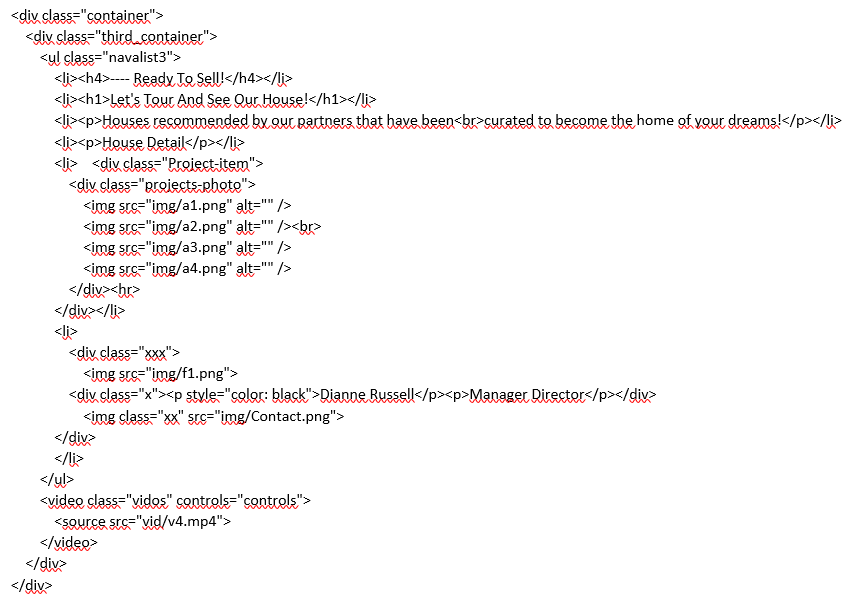 <div class="container">
<div class="third_container">
<ul class="navalist3">
<li><h4>---- Ready To Sell!</h4></li>
<li><h1>Let's Tour And See Our House!</h1></li>
<li><p>Houses recommended by our partners that have been<br>curated to become the home of your dreams!</p></li>
<li><p>House Detail</p></li>
<li>    <div class="Project-item">
<div class="projects-photo">
<img src="img/a1.png" alt="" />
<img src="img/a2.png" alt="" /><br>
<img src="img/a3.png" alt="" />
<img src="img/a4.png" alt="" />
</div><hr>
</div></li>
<li>
<div class="xxx">
<img src="img/f1.png">
<div class="x"><p style="color: black">Dianne Russell</p><p>Manager Director</p></div>
<img class="xx" src="img/Contact.png">
</div>
</li>
</ul>
<video class="vidos" controls="controls">
<source src="vid/v4.mp4">
</video>
</div>
</div>